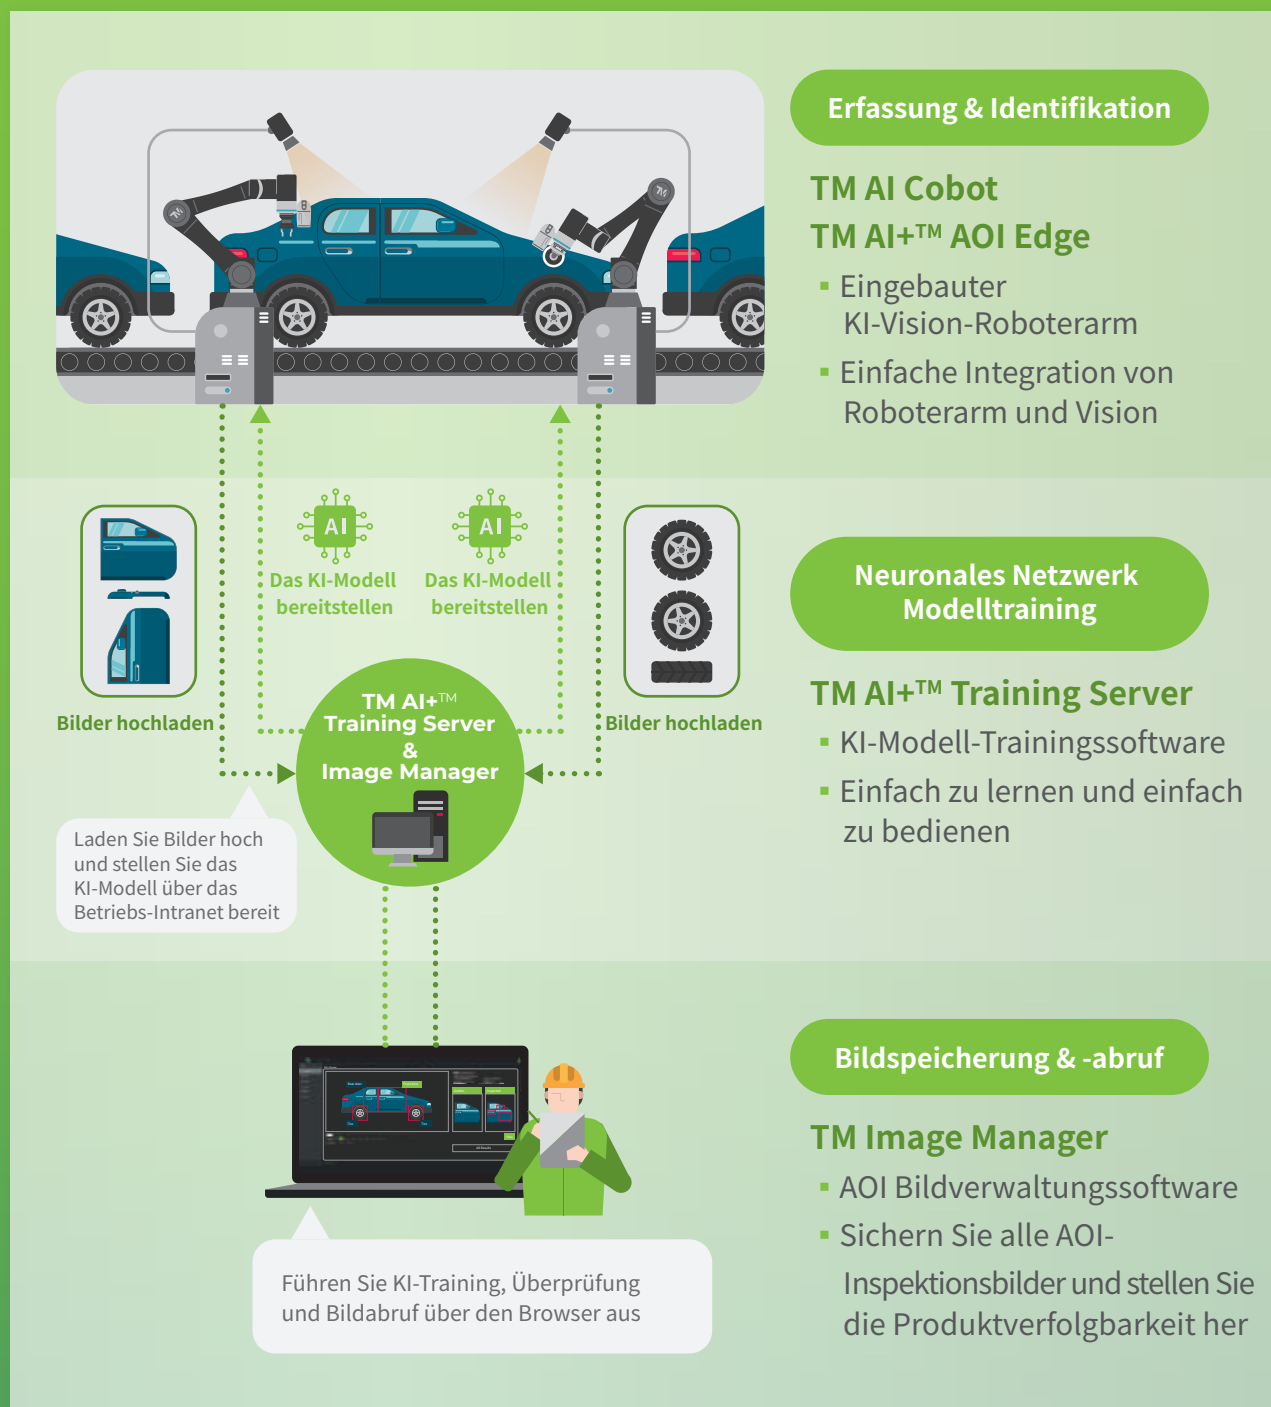 Erfassung & Identifikation
TM AI Cobot
TM AI+™ AOI Edge
▪ Eingebauter
KI-Vision-Roboterarm
▪ Einfache Integration von
Roboterarm und Vision
TM
TM
AI
AI
Das KI-Modell
bereitstellen
Das KI-Modell
bereitstellen
Bilder hochladen
Bilder hochladen
TM AI+™
Training Server
&
Image Manager
Laden Sie Bilder hoch
und stellen Sie das
KI-Modell über das
Betriebs-Intranet bereit
Neuronales Netzwerk
Modelltraining
TM AI+™ Training Server
▪ KI-Modell-Trainingssoftware
▪ Einfach zu lernen und einfach
zu bedienen
Führen Sie KI-Training, Überprüfung
und Bildabruf über den Browser aus
Bildspeicherung & -abruf
TM Image Manager
▪ AOI Bildverwaltungssoftware
▪ Sichern Sie alle AOI-
Inspektionsbilder und stellen Sie
die Produktverfolgbarkeit her